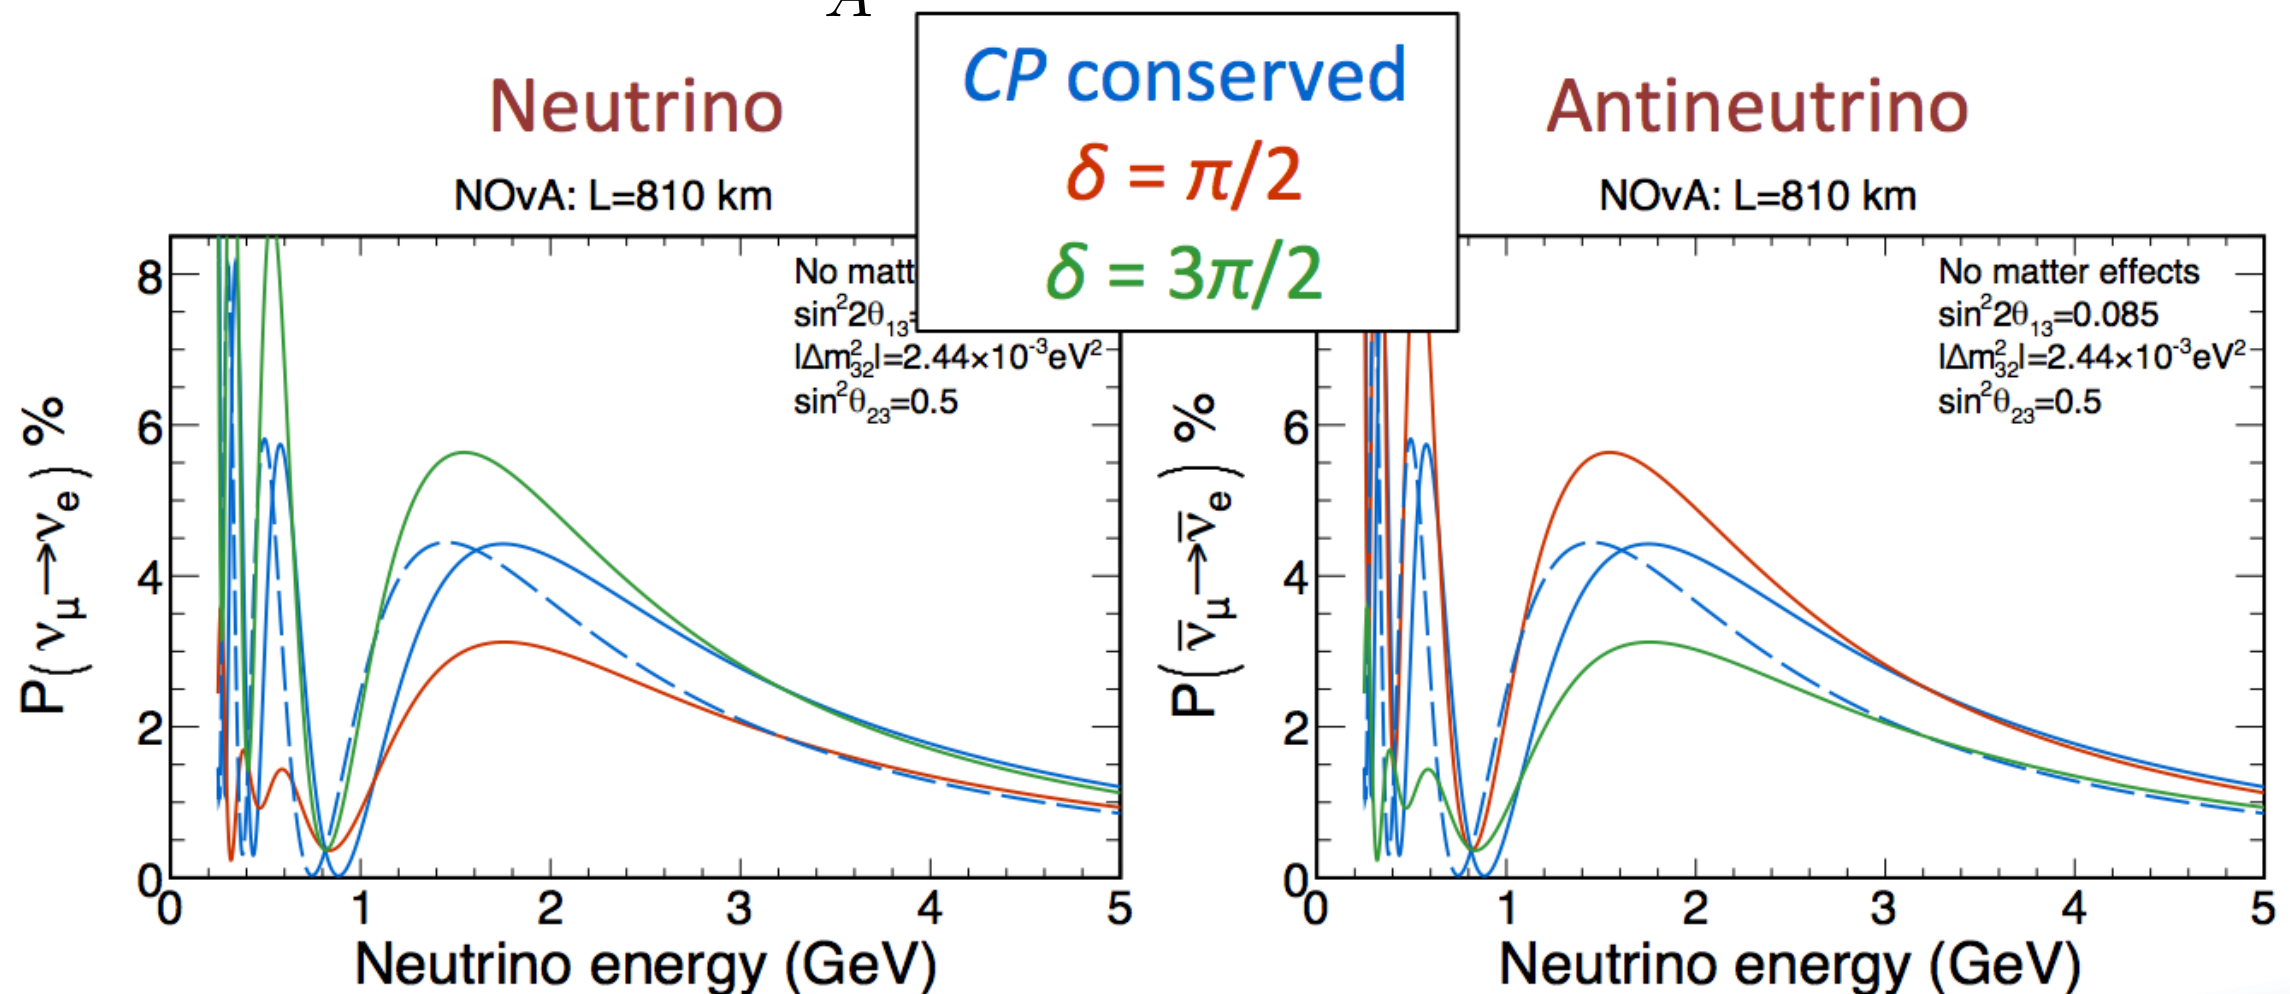 A
Neutrino
CP conserved
δ = π/2
δ = 3π/2
Antineutrino
NOvA: L=810 km
No matt
sin²2θ₁₃=
|Δm²₃₂|=2.44×10⁻³eV²
sin²θ₂₃=0.5
P(νμ→νe) %
8
6
4
2
0
0 1 2 3 4 5
Neutrino energy (GeV)
NOvA: L=810 km
No matter effects
sin²2θ₁₃=0.085
|Δm²₃₂|=2.44×10⁻³eV²
sin²θ₂₃=0.5
P(ν̄μ→ν̄e) %
6
4
2
0
0 1 2 3 4 5
Neutrino energy (GeV)